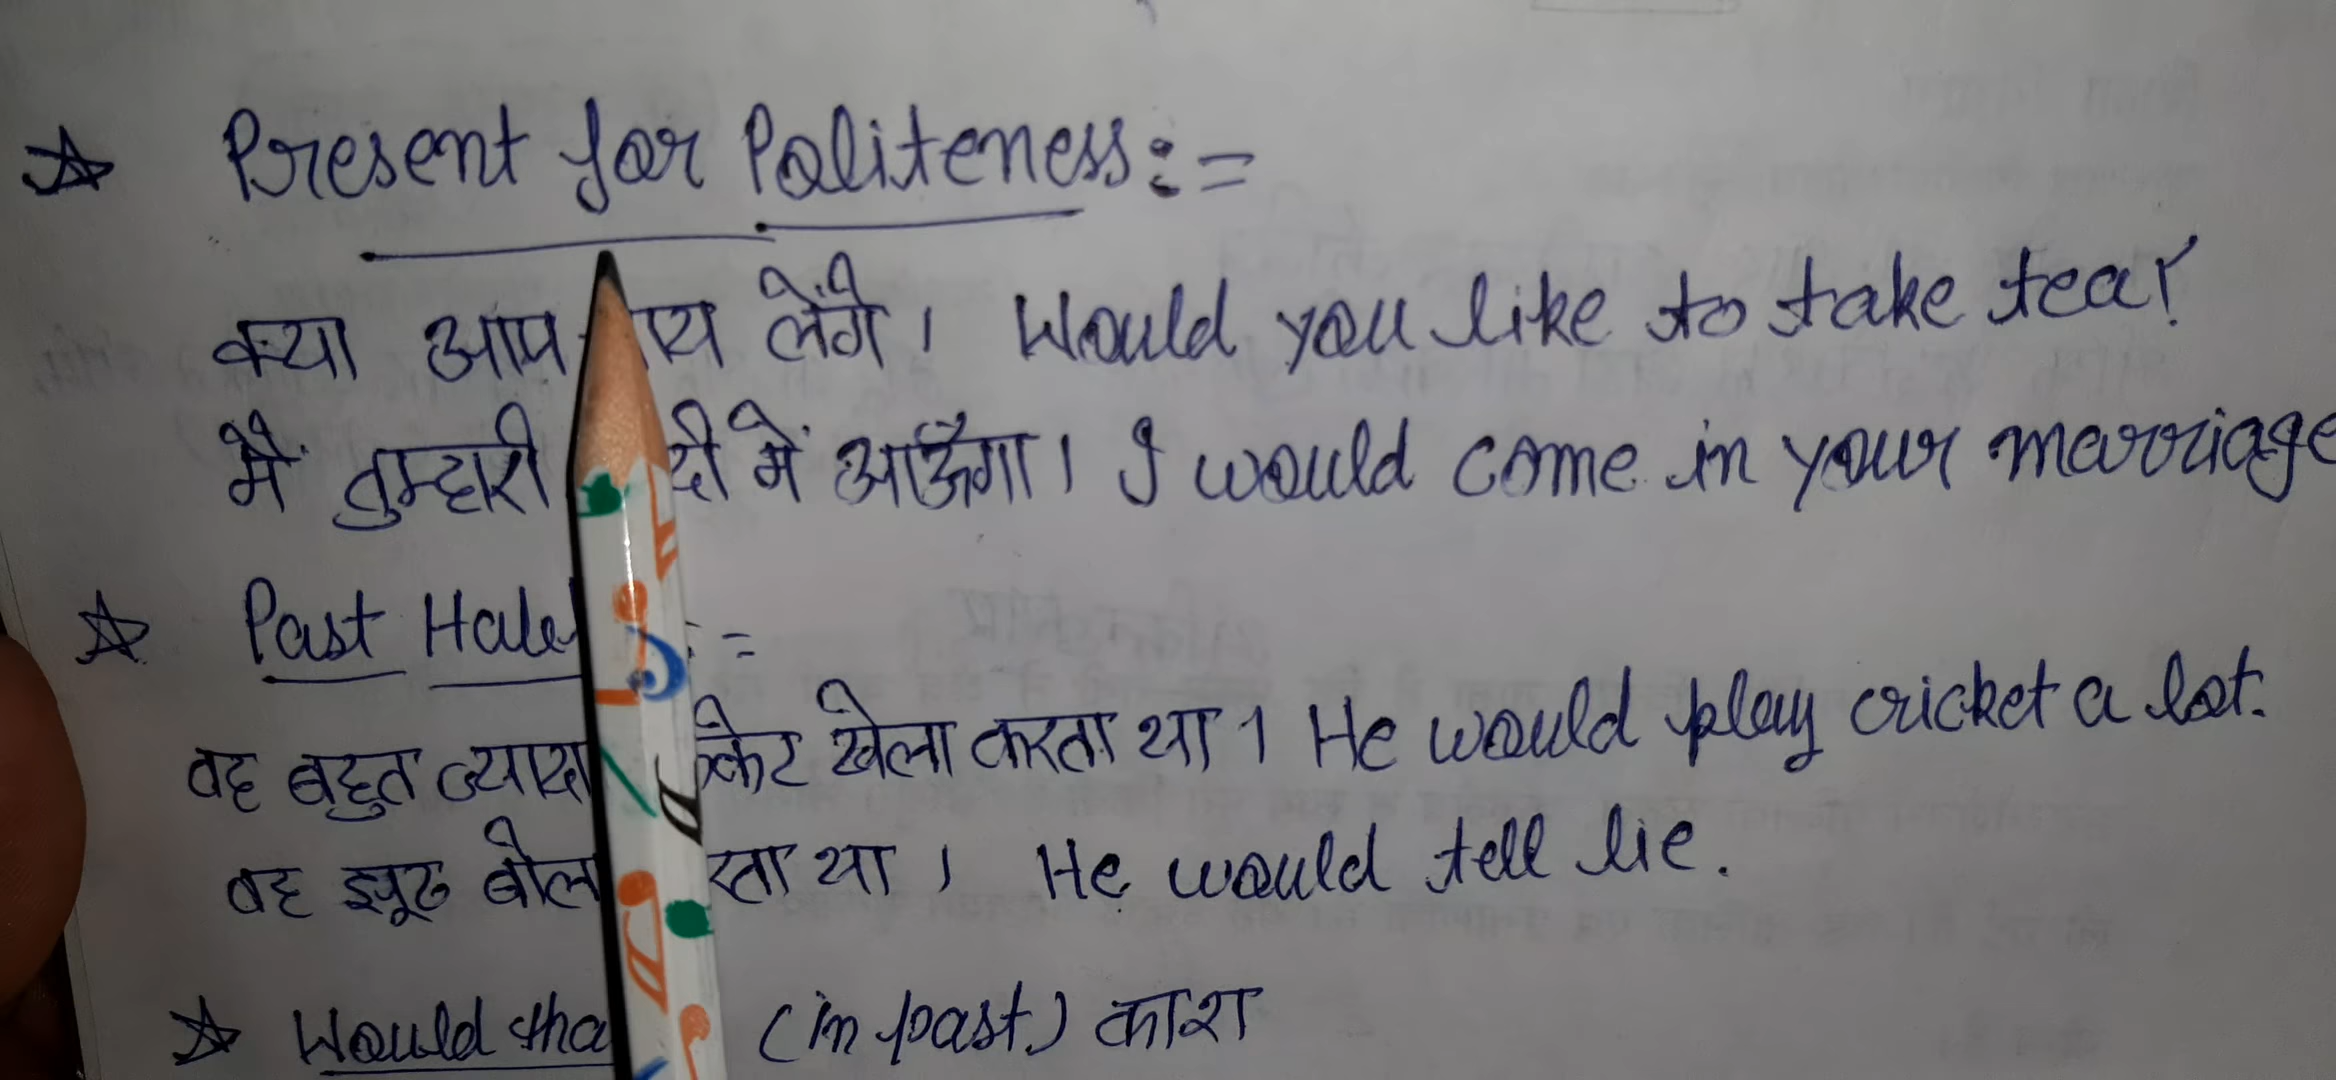 Present for Politeness:=
क्या आप लेंगे। Would you like to take tea?
मैं तुम्हारी में आऊँगा। I would come in your marriage
Past :=
वह बहुत ज्यादा खेला करता था। He would play cricket a lot.
वह झूठ था। He would tell lie.
Would (in past) काश